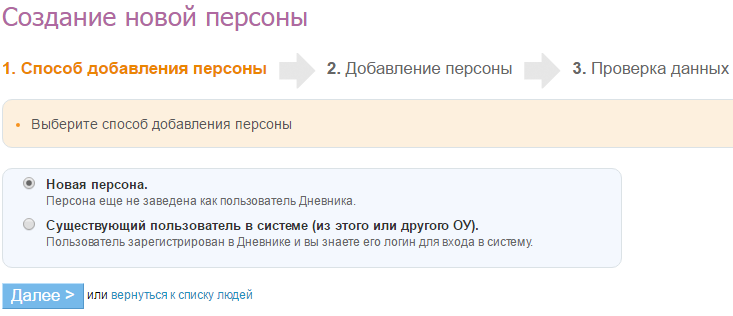 Создание новой персоны
1. Способ добавления персоны 2. Добавление персоны 3. Проверка данных
• Выберите способ добавления персоны
Новая персона.
Персона еще не заведена как пользователь Дневника.
Существующий пользователь в системе (из этого или другого ОУ).
Пользователь зарегистрирован в Дневнике и вы знаете его логин для входа в систему.
Далее > или вернуться к списку людей